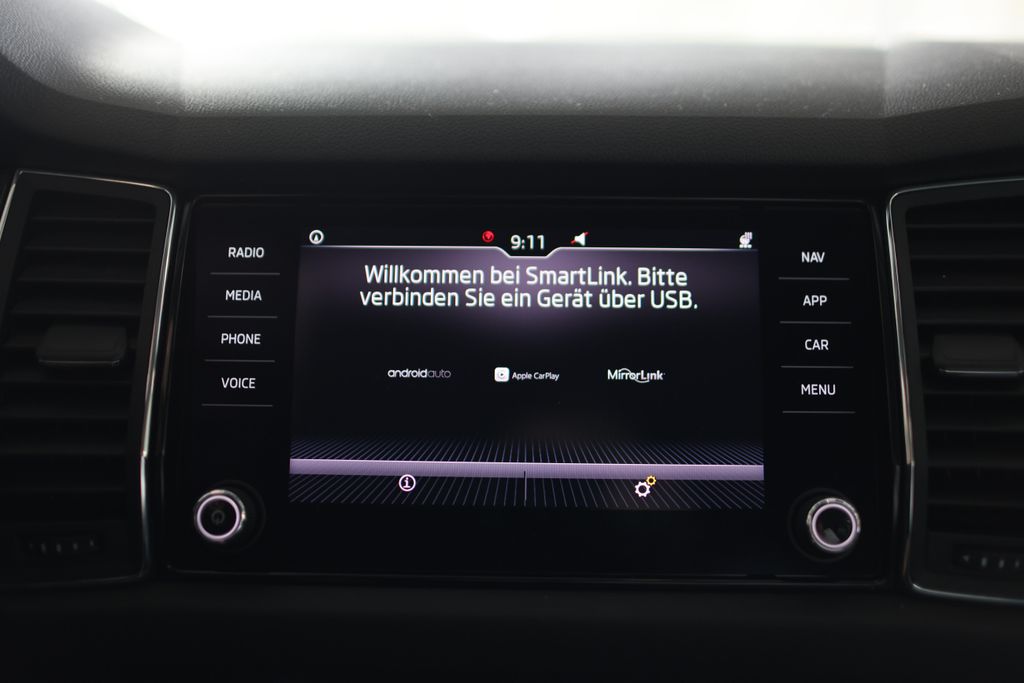 RADIO
MEDIA
PHONE
VOICE
9:11
Willkommen bei SmartLink. Bitte
verbinden Sie ein Gerät über USB.
androidauto
Apple CarPlay
MirrorLink
NAV
APP
CAR
MENU